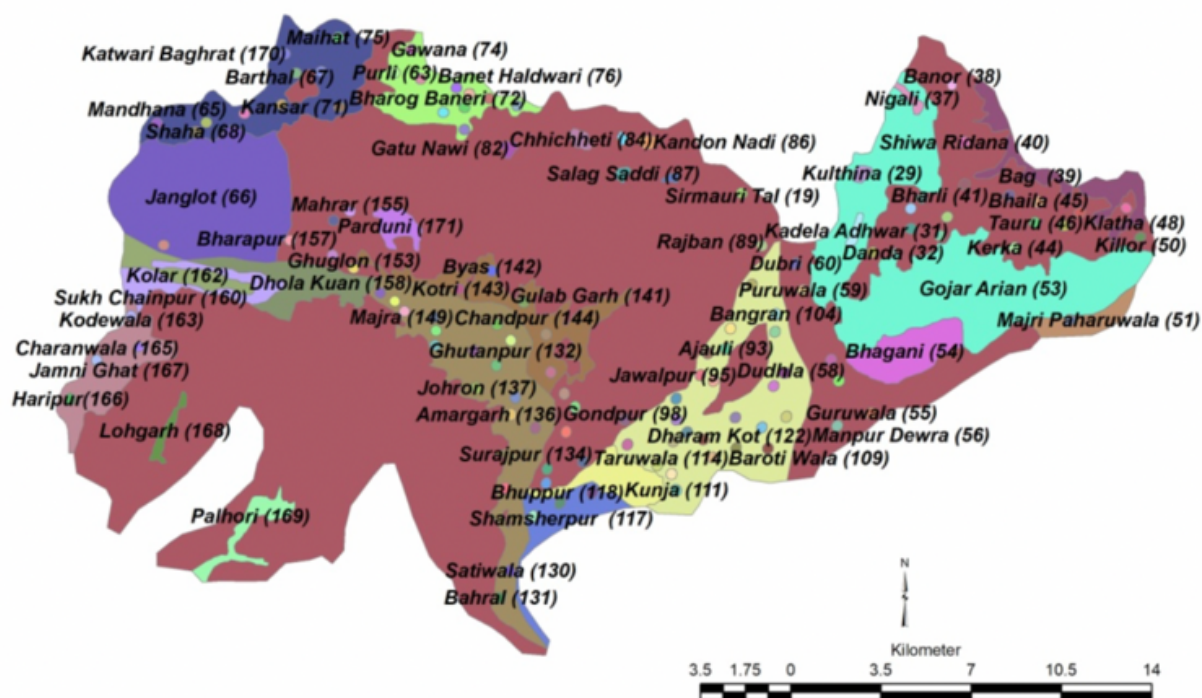 Maihat (75)
Katwari Baghrat (170)
Gawana (74)
Barthal (67)
Purli (63)
Banet Haldwari (76)
Banor (38)
Mandhana (65)
Kansar (71)
Bharog Baneri (72)
Nigali (37)
Shaha (68)
Gatu Nawi (82)
Chhichheti (84)
Kandon Nadi (86)
Shiwa Ridana (40)
Salag Saddi (87)
Kulthina (29)
Bag (39)
Janglot (66)
Mahrar (155)
Sirmauri Tal (19)
Bharli (41)
Bhaila (45)
Parduni (171)
Tauru (46)
Klatha (48)
Bharapur (157)
Rajban (89)
Kadela Adhwar (31)
Danda (32)
Kerka (44)
Killor (50)
Ghuglon (153)
Byas (142)
Dubri (60)
Kolar (162)
Dhola Kuan (158)
Kotri (143)
Gulab Garh (141)
Puruwala (59)
Gojar Arian (53)
Sukh Chainpur (160)
Kodewala (163)
Majra (149)
Chandpur (144)
Bangran (104)
Majri Paharuwala (51)
Charanwala (165)
Ghutanpur (132)
Ajauli (93)
Bhagani (54)
Jamni Ghat (167)
Jawalpur (95)
Dudhla (58)
Haripur (166)
Johron (137)
Amargarh (136)
Gondpur (98)
Guruwala (55)
Lohgarh (168)
Dharam Kot (122)
Manpur Dewra (56)
Surajpur (134)
Taruwala (114)
Baroti Wala (109)
Bhuppur (118)
Kunja (111)
Palhori (169)
Shamsherpur (117)
Satiwala (130)
Bahral (131)
N
Kilometer
3.5 1.75 0 3.5 7 10.5 14